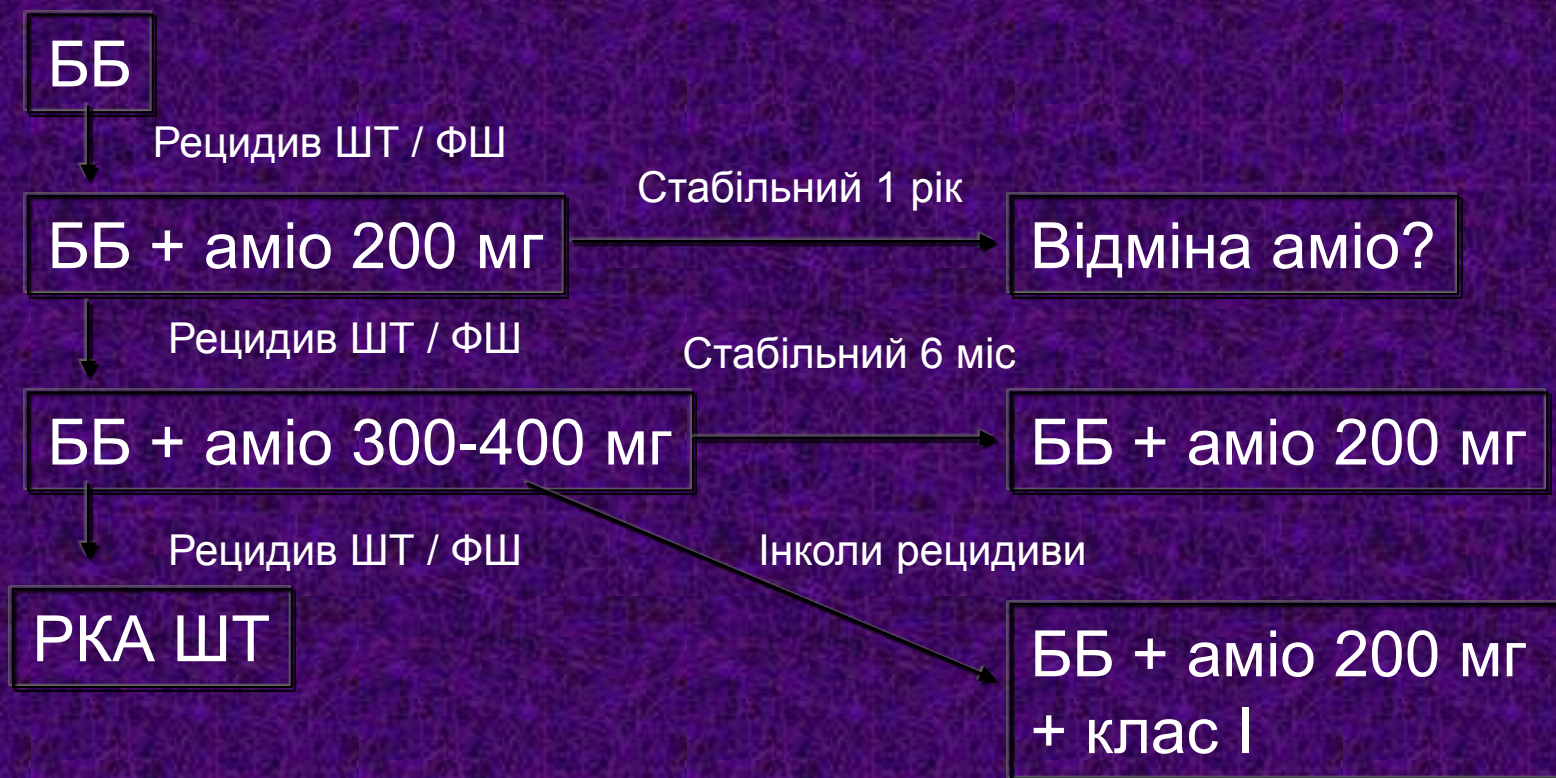 ББ
Рецидив ШТ / ФШ
Стабільний 1 рік
ББ + аміо 200 мг
Відміна аміо?
Рецидив ШТ / ФШ
Стабільний 6 міс
ББ + аміо 300-400 мг
ББ + аміо 200 мг
Рецидив ШТ / ФШ
Інколи рецидиви
РКА ШТ
ББ + аміо 200 мг
+ клас І